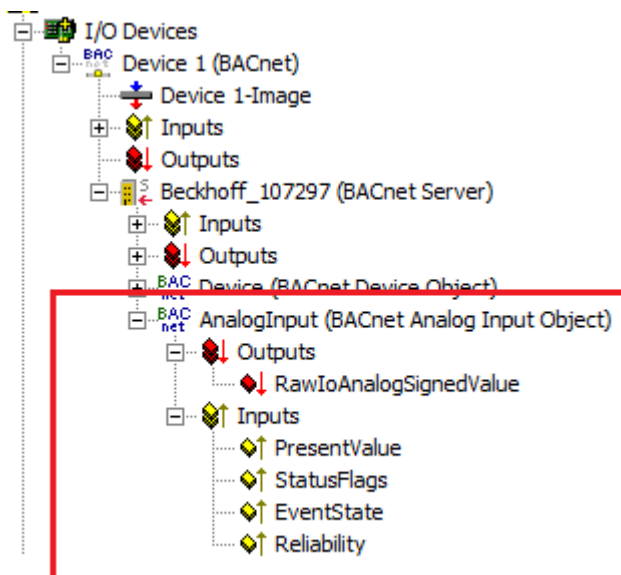 I/O Devices
BAC net Device 1 (BACnet)
Device 1-Image
Inputs
Outputs
S Beckhoff_107297 (BACnet Server)
Inputs
Outputs
BAC net Device (BACnet Device Object)
BAC net AnalogInput (BACnet Analog Input Object)
Outputs
RawIoAnalogSignedValue
Inputs
PresentValue
StatusFlags
EventState
Reliability